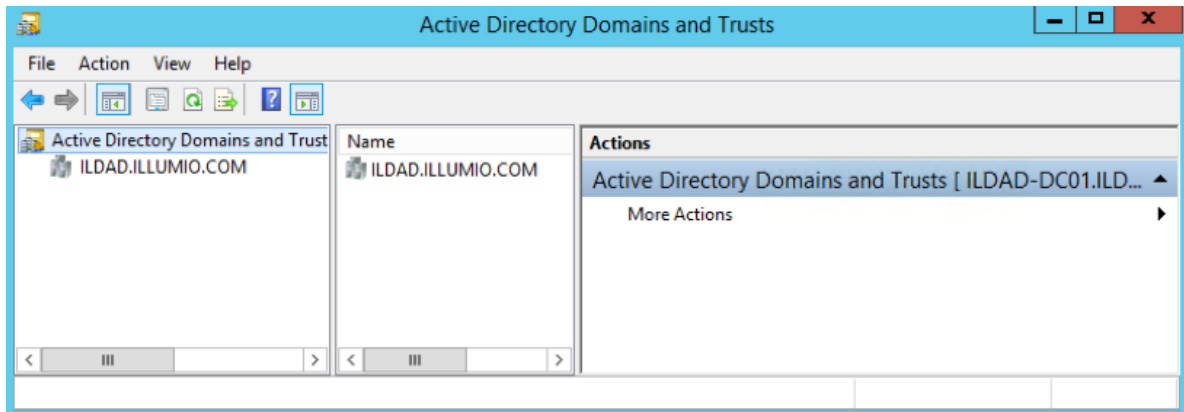 Active Directory Domains and Trusts
File Action View Help
Active Directory Domains and Trust
ILDAD.ILLUMIO.COM
Name
ILDAD.ILLUMIO.COM
Actions
Active Directory Domains and Trusts [ ILDAD-DC01.ILD...
More Actions